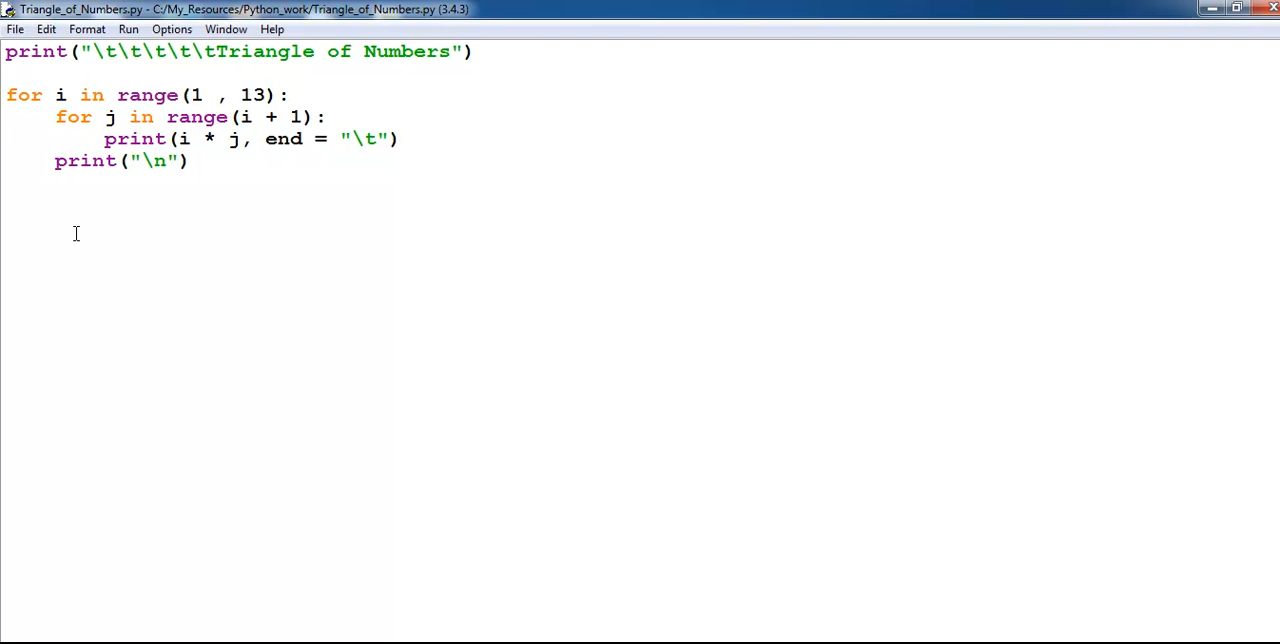 Triangle_of_Numbers.py - C:/My_Resources/Python_work/Triangle_of_Numbers.py (3.4.3)
File Edit Format Run Options Window Help
print("\t\t\t\t\tTriangle of Numbers")
for i in range(1 , 13):
    for j in range(i + 1):
        print(i * j, end = "\t")
    print("\n")